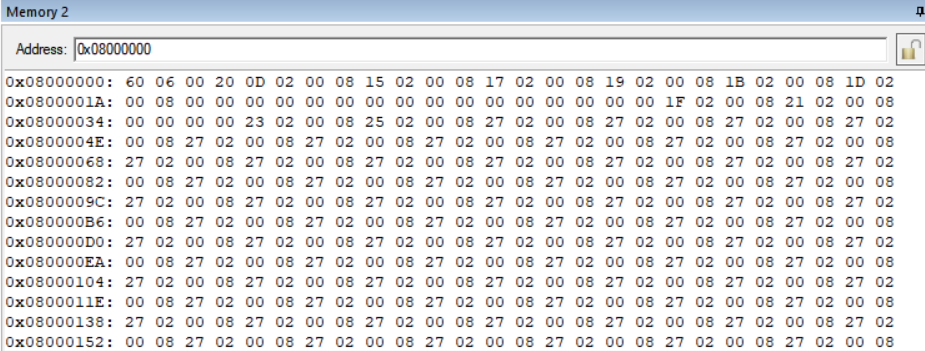 Memory 2
Address: 0x08000000
0x08000000: 60 06 00 20 0D 02 00 08 15 02 00 08 17 02 00 08 19 02 00 08 1B 02 00 08 1D 02
0x0800001A: 00 08 00 00 00 00 00 00 00 00 00 00 00 00 00 00 00 00 1F 02 00 08 21 02 00 08
0x08000034: 00 00 00 00 23 02 00 08 25 02 00 08 27 02 00 08 27 02 00 08 27 02 00 08 27 02
0x0800004E: 00 08 27 02 00 08 27 02 00 08 27 02 00 08 27 02 00 08 27 02 00 08 27 02 00 08
0x08000068: 27 02 00 08 27 02 00 08 27 02 00 08 27 02 00 08 27 02 00 08 27 02 00 08 27 02
0x08000082: 00 08 27 02 00 08 27 02 00 08 27 02 00 08 27 02 00 08 27 02 00 08 27 02 00 08
0x0800009C: 27 02 00 08 27 02 00 08 27 02 00 08 27 02 00 08 27 02 00 08 27 02 00 08 27 02
0x080000B6: 00 08 27 02 00 08 27 02 00 08 27 02 00 08 27 02 00 08 27 02 00 08 27 02 00 08
0x080000D0: 27 02 00 08 27 02 00 08 27 02 00 08 27 02 00 08 27 02 00 08 27 02 00 08 27 02
0x080000EA: 00 08 27 02 00 08 27 02 00 08 27 02 00 08 27 02 00 08 27 02 00 08 27 02 00 08
0x08000104: 27 02 00 08 27 02 00 08 27 02 00 08 27 02 00 08 27 02 00 08 27 02 00 08 27 02
0x0800011E: 00 08 27 02 00 08 27 02 00 08 27 02 00 08 27 02 00 08 27 02 00 08 27 02 00 08
0x08000138: 27 02 00 08 27 02 00 08 27 02 00 08 27 02 00 08 27 02 00 08 27 02 00 08 27 02
0x08000152: 00 08 27 02 00 08 27 02 00 08 27 02 00 08 27 02 00 08 27 02 00 08 27 02 00 08